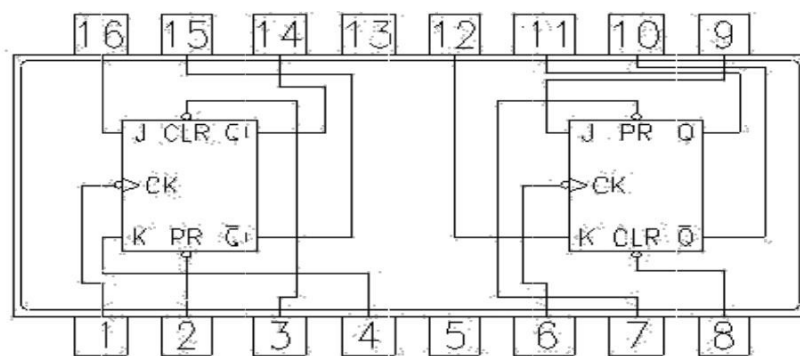 16 15 14 13 12 11 10 9
J CLR Q J PR Q
CK CK
K PR Q̅ K CLR Q̅
1 2 3 4 5 6 7 8